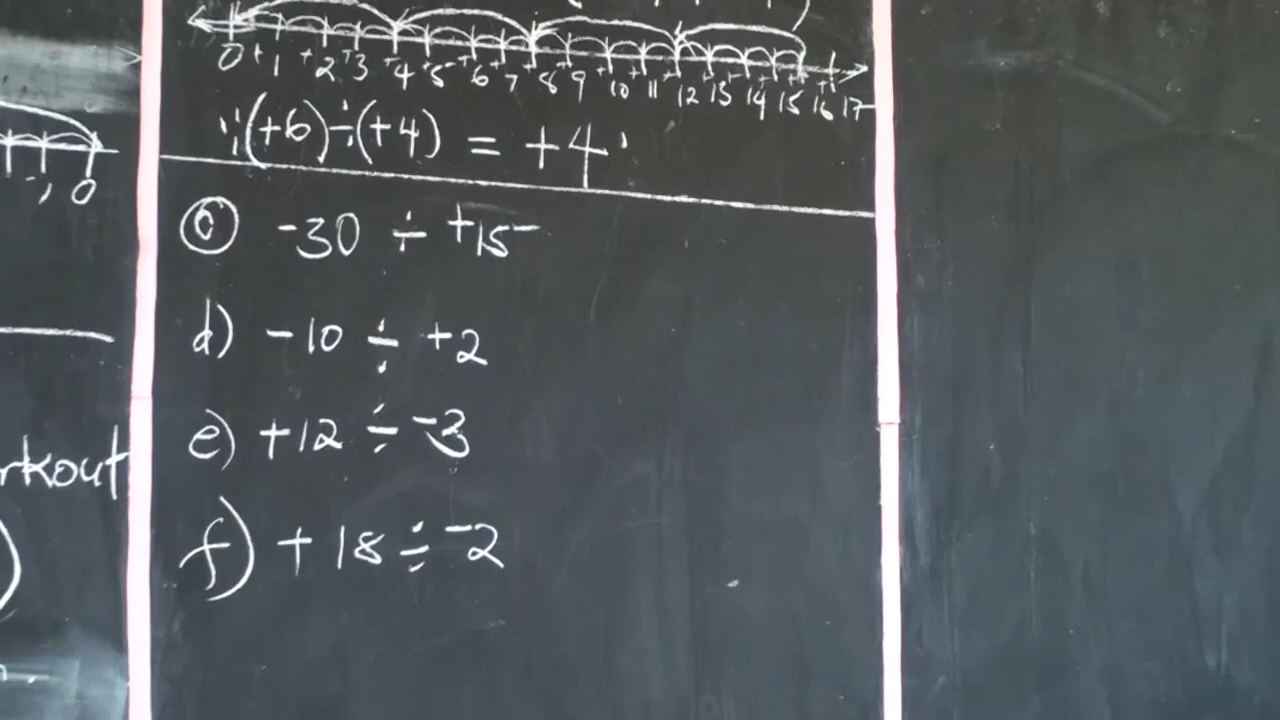 0 +1 +2 +3 +4 +5 +6 +7 +8 +9 +10 +11 +12 +13 +14 +15 +16 17
∴ (+6) ÷ (+4) = +4
c) -30 ÷ +15
d) -10 ÷ +2
e) +12 ÷ -3
f) +18 ÷ -2
0
rkout